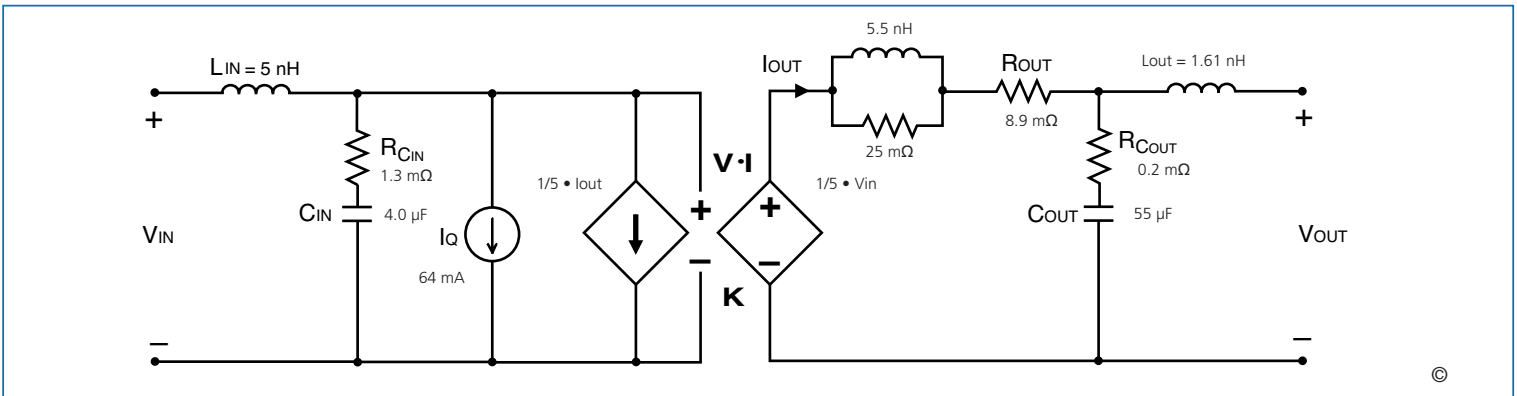 LIN = 5 nH
+
RCIN
1.3 mΩ
CIN
4.0 µF
VIN
IQ
64 mA
–
1/5 • Iout
V•I
+
–
K
+
–
1/5 • Vin
IOUT
5.5 nH
25 mΩ
ROUT
8.9 mΩ
Lout = 1.61 nH
+
RCOUT
0.2 mΩ
COUT
55 µF
VOUT
–
©